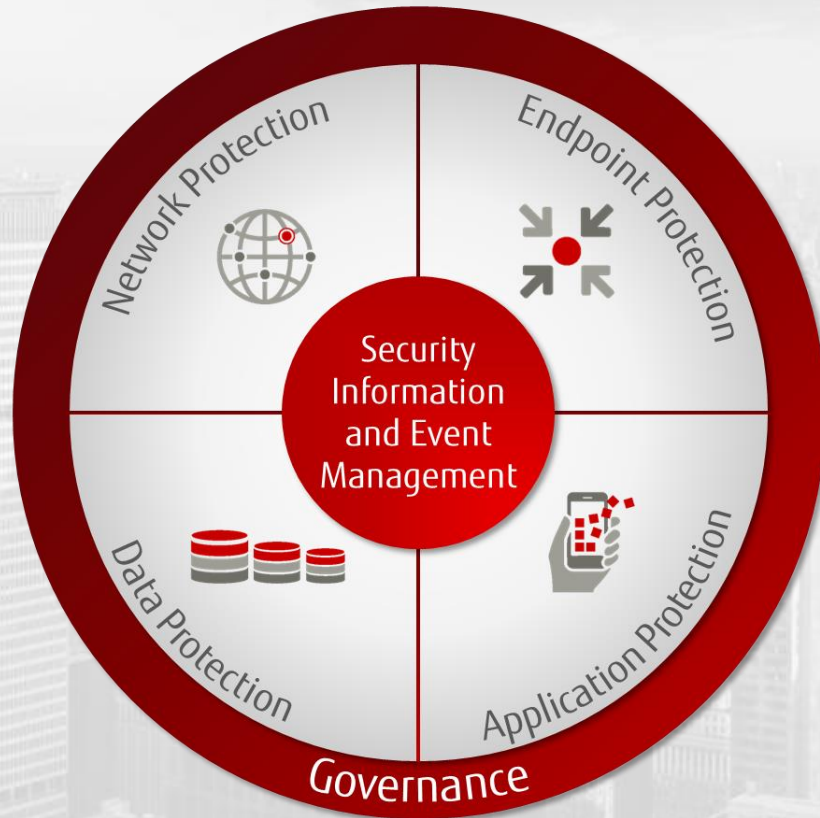 Network Protection
Endpoint Protection
Security
Information
and Event
Management
Data Protection
Application Protection
Governance